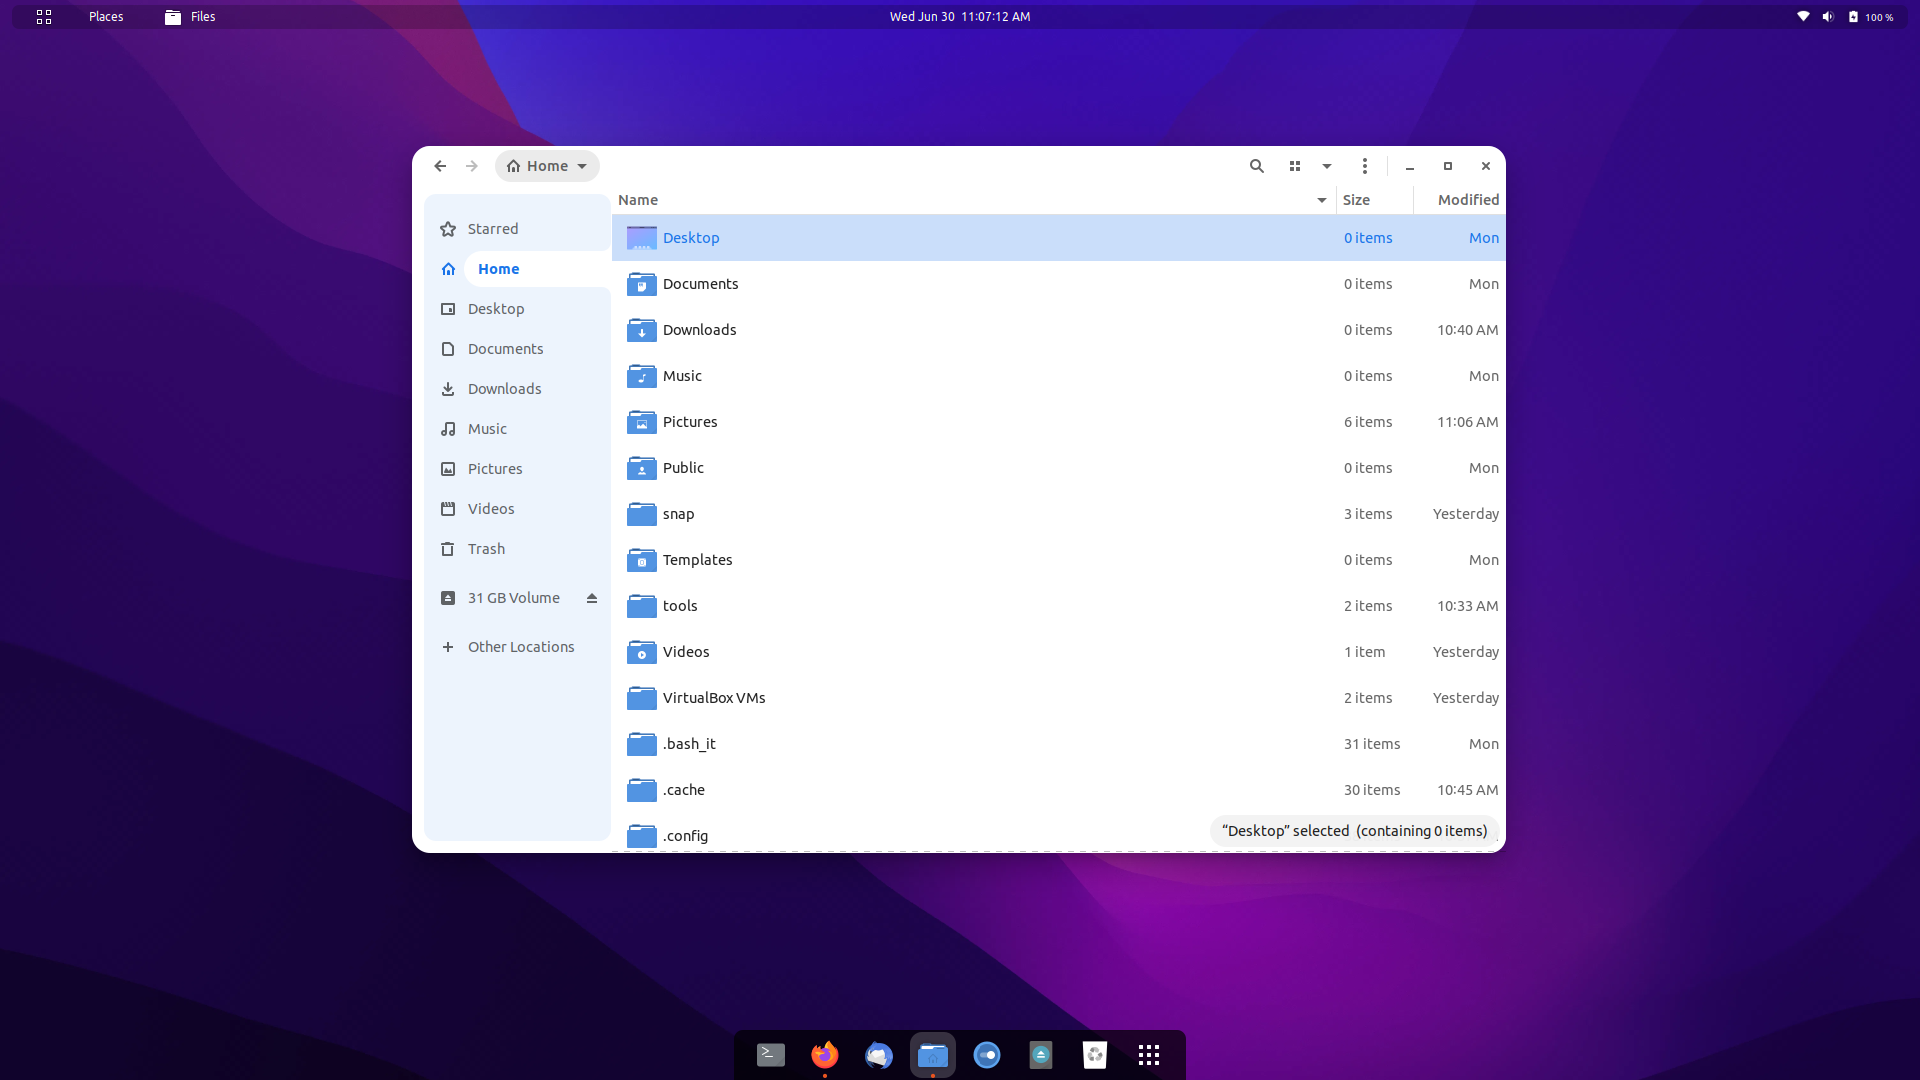 Places Files Wed Jun 30 11:07:12 AM 100 %
Home
Name Size Modified
Starred
Home
Desktop
Documents
Downloads
Music
Pictures
Videos
Trash
31 GB Volume
Other Locations
Desktop 0 items Mon
Documents 0 items Mon
Downloads 0 items 10:40 AM
Music 0 items Mon
Pictures 6 items 11:06 AM
Public 0 items Mon
snap 3 items Yesterday
Templates 0 items Mon
tools 2 items 10:33 AM
Videos 1 item Yesterday
VirtualBox VMs 2 items Yesterday
.bash_it 31 items Mon
.cache 30 items 10:45 AM
.config
“Desktop” selected (containing 0 items)